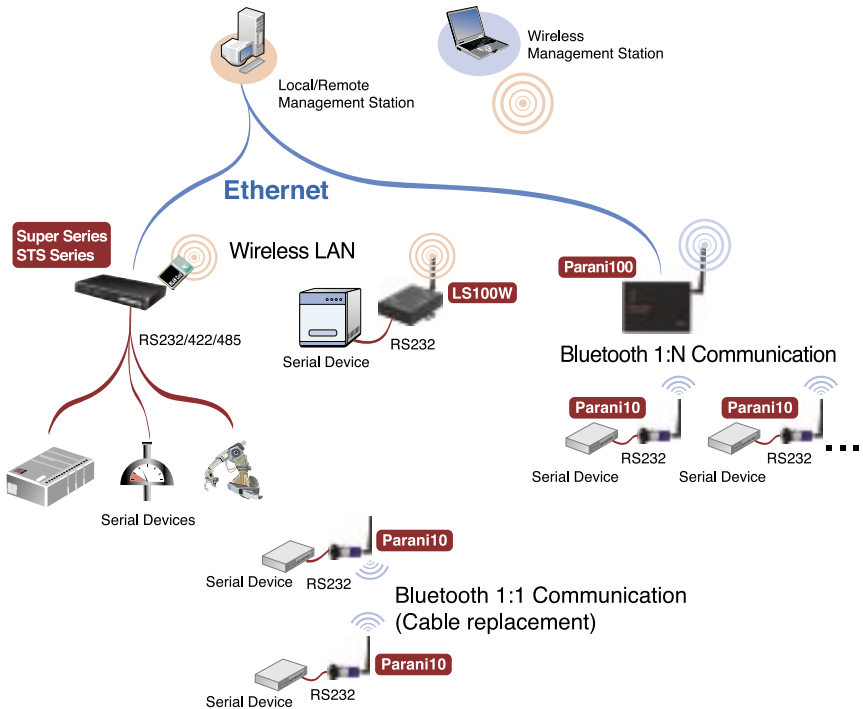 Local/Remote
Management Station
Wireless
Management Station
Ethernet
Super Series
STS Series
Wireless LAN
LS100W
Parani100
RS232/422/485
Serial Device
RS232
Bluetooth 1:N Communication
Parani10
Parani10
RS232
RS232
Serial Device
Serial Device
Serial Devices
Parani10
Serial Device
RS232
Bluetooth 1:1 Communication
(Cable replacement)
Parani10
RS232
Serial Device